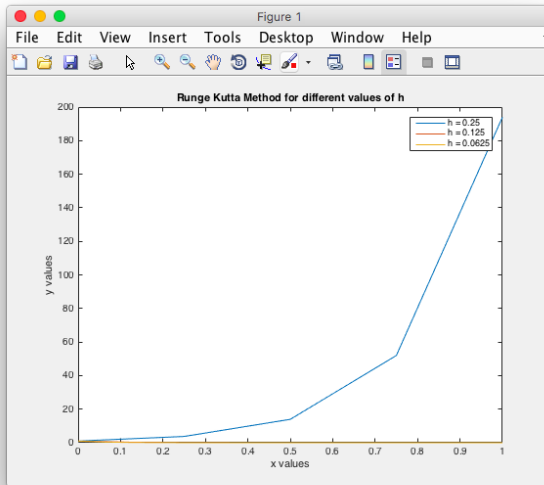 Figure 1
File Edit View Insert Tools Desktop Window Help
Runge Kutta Method for different values of h
h = 0.25
h = 0.125
h = 0.0625
200
180
160
140
120
100
80
60
40
20
0
y values
0 0.1 0.2 0.3 0.4 0.5 0.6 0.7 0.8 0.9 1
x values